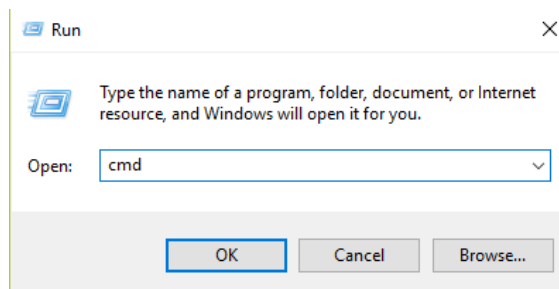 Run
Type the name of a program, folder, document, or Internet
resource, and Windows will open it for you.
Open: cmd
OK Cancel Browse...